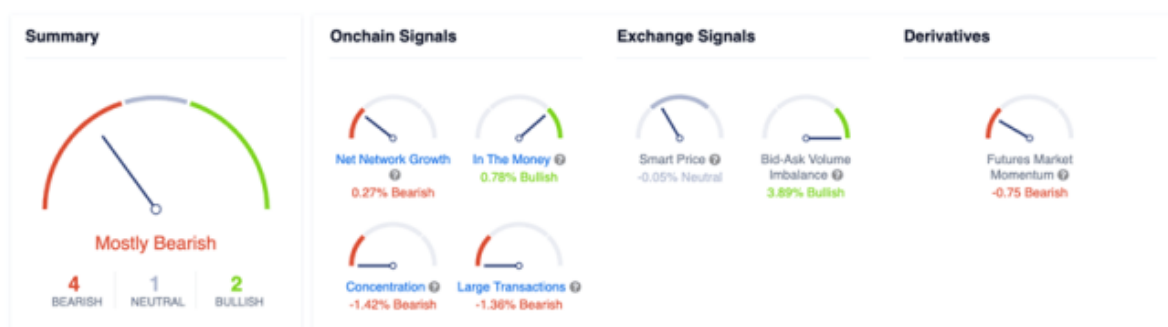 Summary
Mostly Bearish
4
BEARISH
1
NEUTRAL
2
BULLISH
Onchain Signals
Net Network Growth
0.27% Bearish
In The Money
0.78% Bullish
Concentration
-1.42% Bearish
Large Transactions
-1.36% Bearish
Exchange Signals
Smart Price
-0.05% Neutral
Bid-Ask Volume
Imbalance
3.89% Bullish
Derivatives
Futures Market
Momentum
-0.75 Bearish